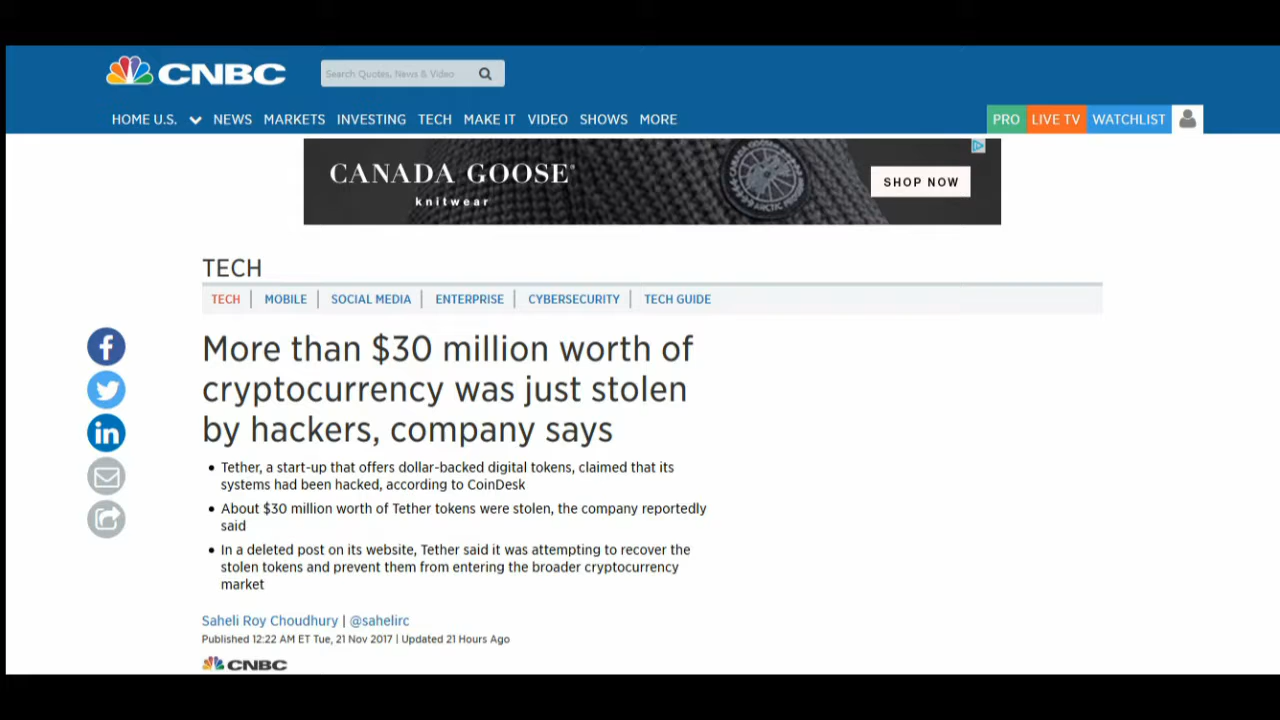 CNBC
Search Quotes, News & Video
HOME U.S. NEWS MARKETS INVESTING TECH MAKE IT VIDEO SHOWS MORE PRO LIVE TV WATCHLIST
CANADA GOOSE
knitwear
SHOP NOW
TECH
TECH | MOBILE | SOCIAL MEDIA | ENTERPRISE | CYBERSECURITY | TECH GUIDE
More than $30 million worth of
cryptocurrency was just stolen
by hackers, company says
• Tether, a start-up that offers dollar-backed digital tokens, claimed that its
systems had been hacked, according to CoinDesk
• About $30 million worth of Tether tokens were stolen, the company reportedly
said
• In a deleted post on its website, Tether said it was attempting to recover the
stolen tokens and prevent them from entering the broader cryptocurrency
market
Saheli Roy Choudhury | @sahelirc
Published 12:22 AM ET Tue, 21 Nov 2017 | Updated 21 Hours Ago
CNBC